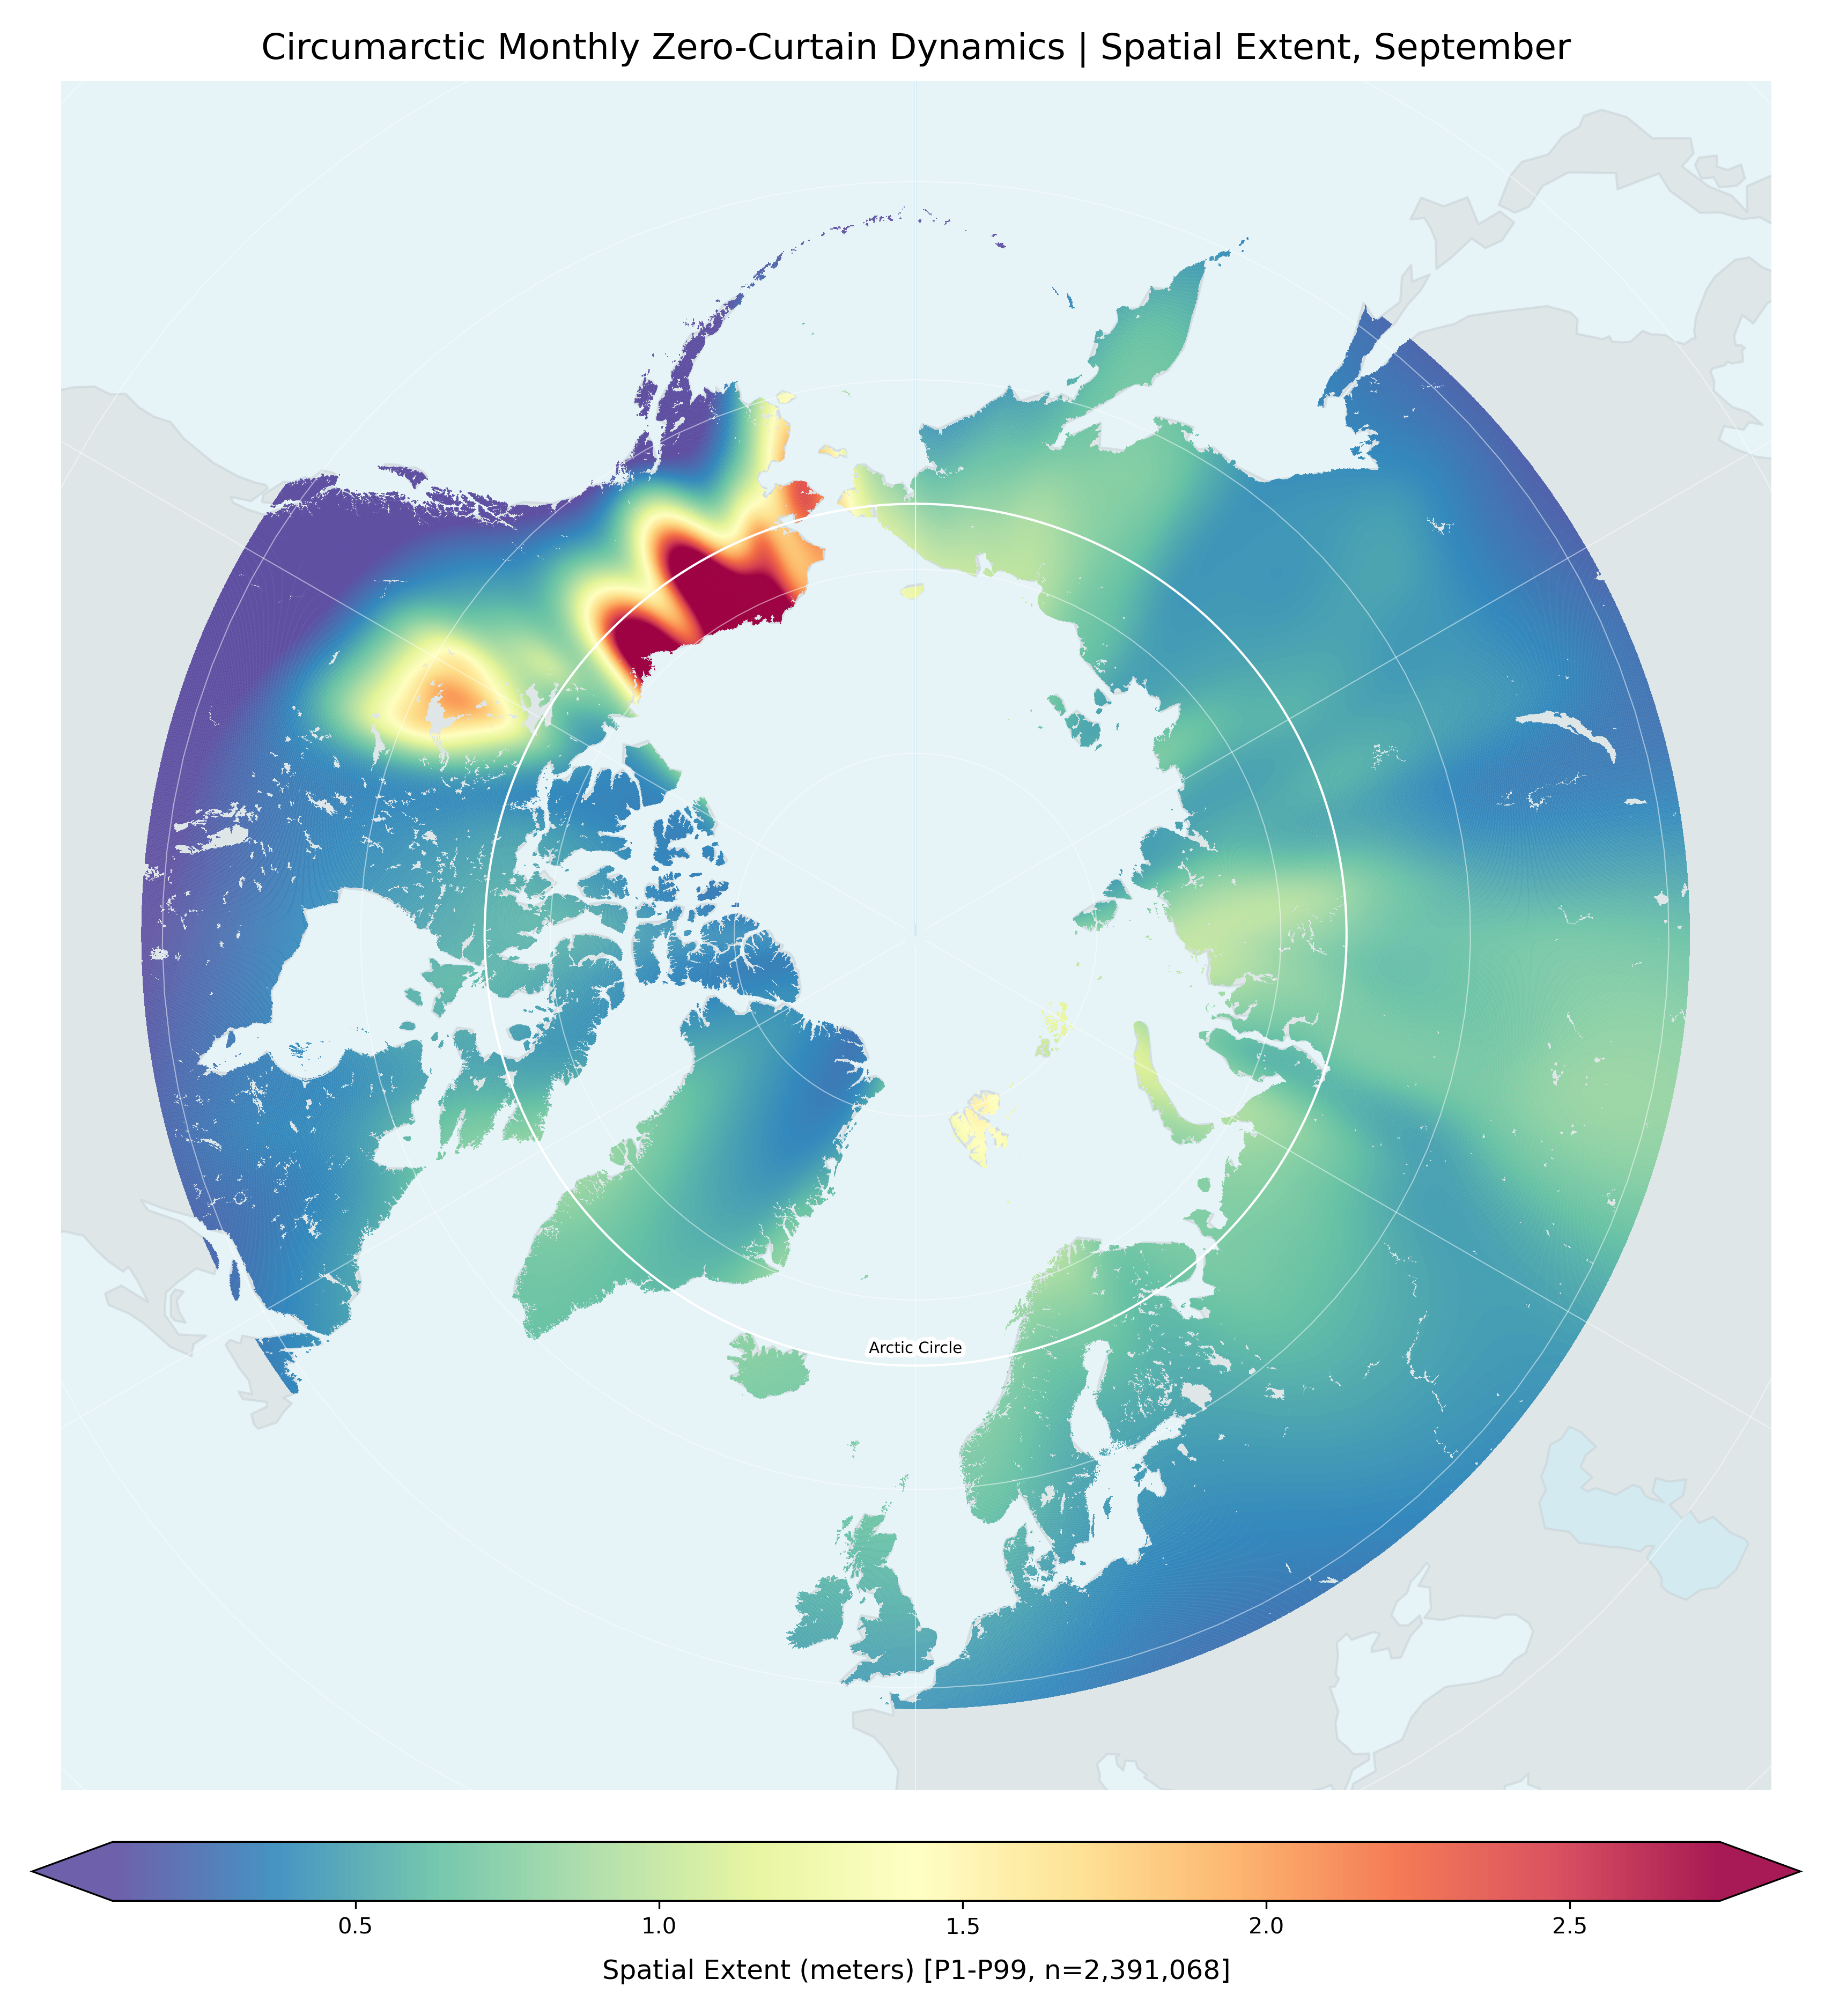 Circumarctic Monthly Zero-Curtain Dynamics | Spatial Extent, September
Arctic Circle
0.5 1.0 1.5 2.0 2.5
Spatial Extent (meters) [P1-P99, n=2,391,068]